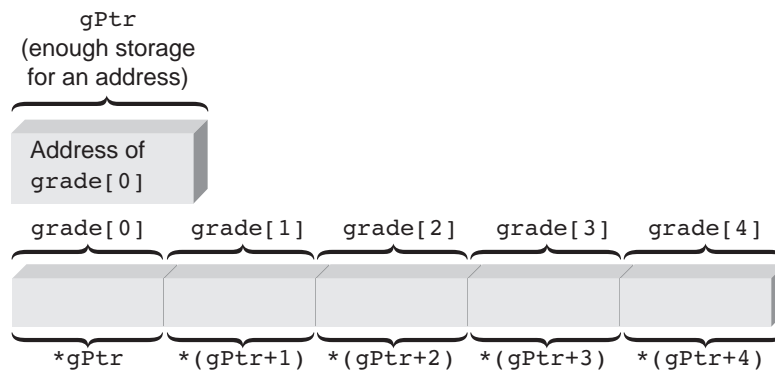 gPtr
(enough storage
for an address)
Address of
grade[0]
grade[0] grade[1] grade[2] grade[3] grade[4]
*gPtr *(gPtr+1) *(gPtr+2) *(gPtr+3) *(gPtr+4)